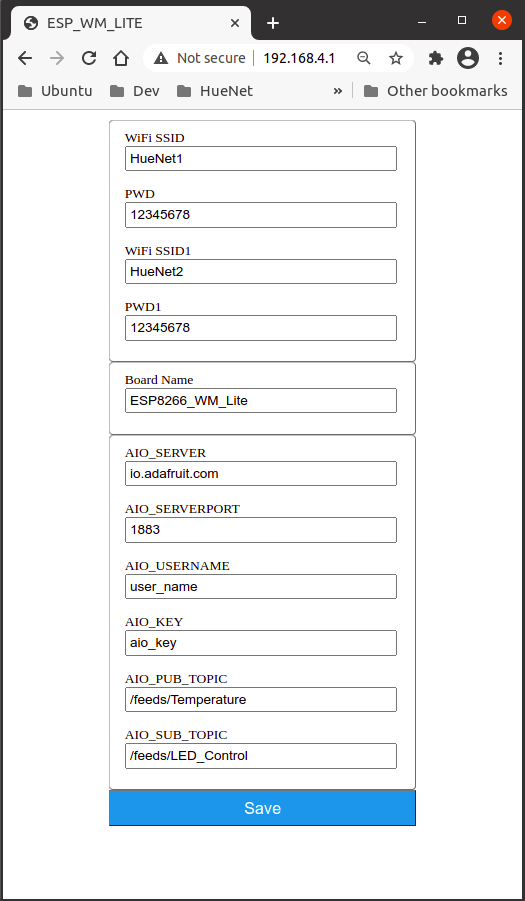 ESP_WM_LITE
Not secure 192.168.4.1
Ubuntu Dev HueNet » Other bookmarks
WiFi SSID
HueNet1
PWD
12345678
WiFi SSID1
HueNet2
PWD1
12345678
Board Name
ESP8266_WM_Lite
AIO_SERVER
io.adafruit.com
AIO_SERVERPORT
1883
AIO_USERNAME
user_name
AIO_KEY
aio_key
AIO_PUB_TOPIC
/feeds/Temperature
AIO_SUB_TOPIC
/feeds/LED_Control
Save